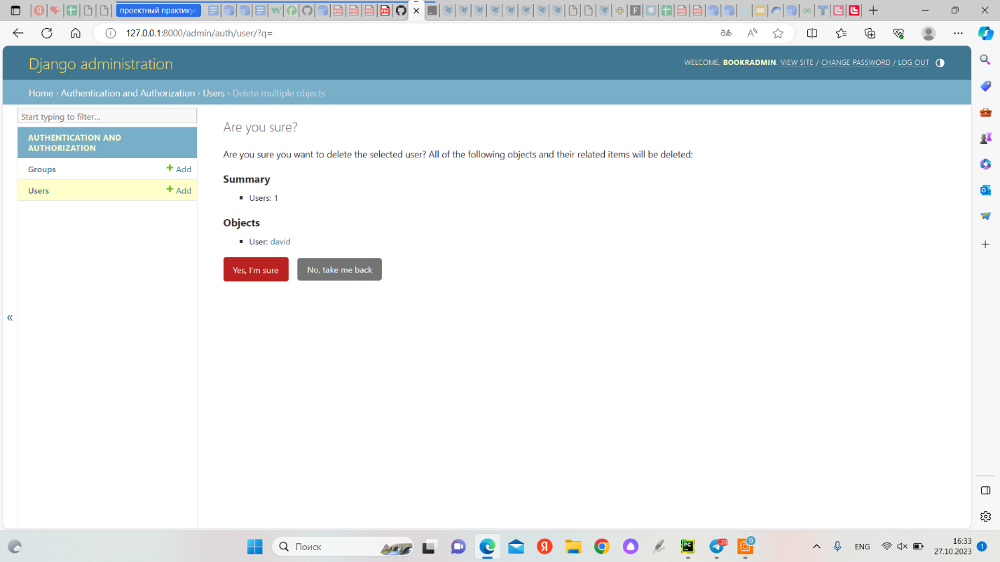 проектный практику
127.0.0.1:8000/admin/auth/user/?q=
Django administration
WELCOME, BOOKRADMIN. VIEW SITE / CHANGE PASSWORD / LOG OUT
Home › Authentication and Authorization › Users › Delete multiple objects
Start typing to filter...
AUTHENTICATION AND
AUTHORIZATION
Groups
+ Add
Users
+ Add
«
Are you sure?
Are you sure you want to delete the selected user? All of the following objects and their related items will be deleted:
Summary
Users: 1
Objects
User: david
Yes, I'm sure
No, take me back
Поиск
20
9
ENG
16:33
27.10.2023
1